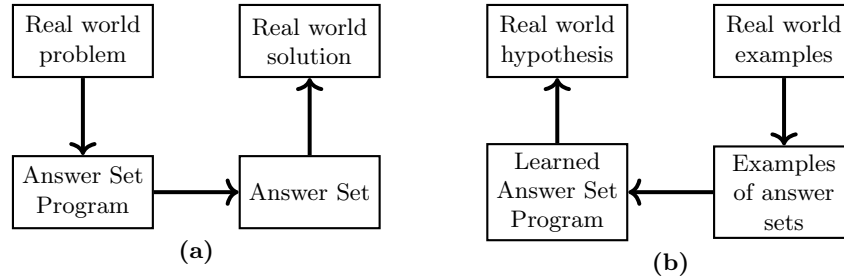 Real world
problem
Real world
solution
Answer Set
Program
Answer Set
(a)
Real world
hypothesis
Real world
examples
Learned
Answer Set
Program
Examples
of answer
sets
(b)